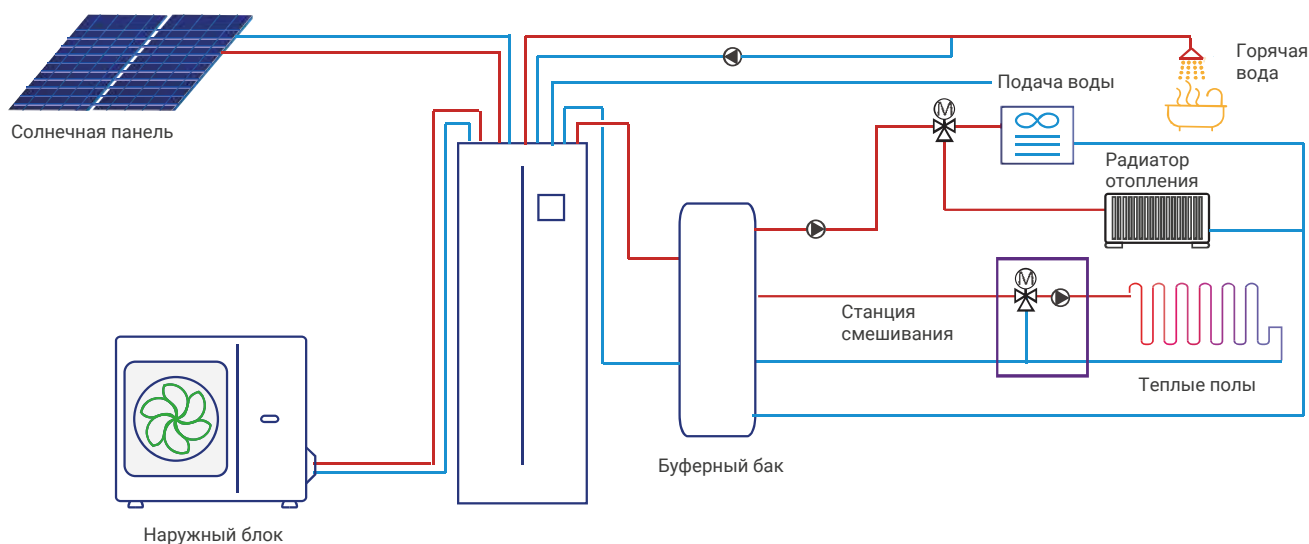 Горячая
вода
Подача воды
Солнечная панель
M
Радиатор
отопления
M
Станция
смешивания
Теплые полы
Буферный бак
Наружный блок